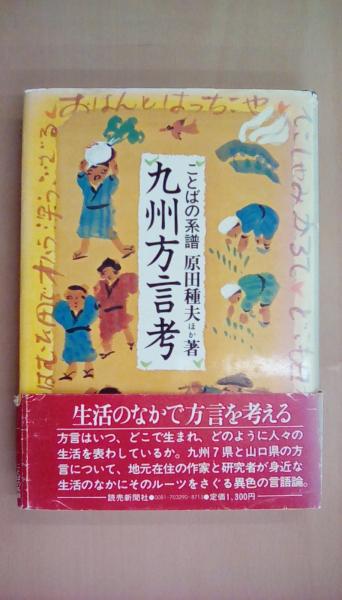 おはんとはっちこや
ことばの系譜
九州方言考
原田種夫ほか著
生活のなかで方言を考える
方言はいつ、どこで生まれ、どのように人々の
生活を表わしているか。九州7県と山口県の方
言について、地元在住の作家と研究者が身近な
生活のなかにそのルーツをさぐる異色の言語論。
読売新聞社●0081-703290-8715●定価1,300円